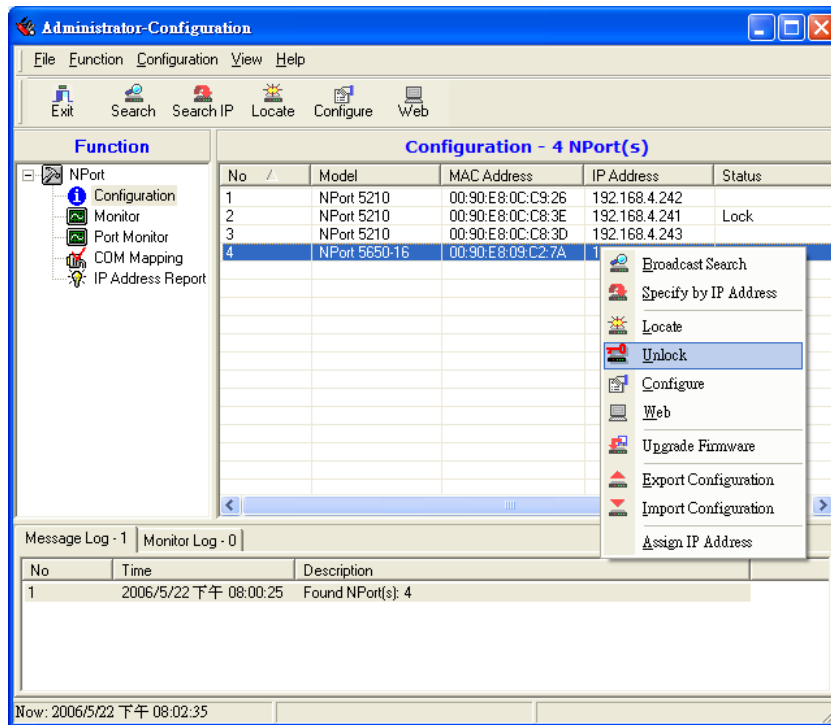 Administrator-Configuration
File Function Configuration View Help
Exit Search Search IP Locate Configure Web
Function
Configuration - 4 NPort(s)
NPort
Configuration
Monitor
Port Monitor
COM Mapping
IP Address Report
No Model MAC Address IP Address Status
1 NPort 5210 00:90:E8:0C:C9:26 192.168.4.242
2 NPort 5210 00:90:E8:0C:C8:3E 192.168.4.241 Lock
3 NPort 5210 00:90:E8:0C:C8:3D 192.168.4.243
4 NPort 5650-16 00:90:E8:09:C2:7A 1
Broadcast Search
Specify by IP Address
Locate
Unlock
Configure
Web
Upgrade Firmware
Export Configuration
Import Configuration
Assign IP Address
Message Log - 1 Monitor Log - 0
No Time Description
1 2006/5/22 下午 08:00:25 Found NPort(s): 4
Now: 2006/5/22 下午 08:02:35